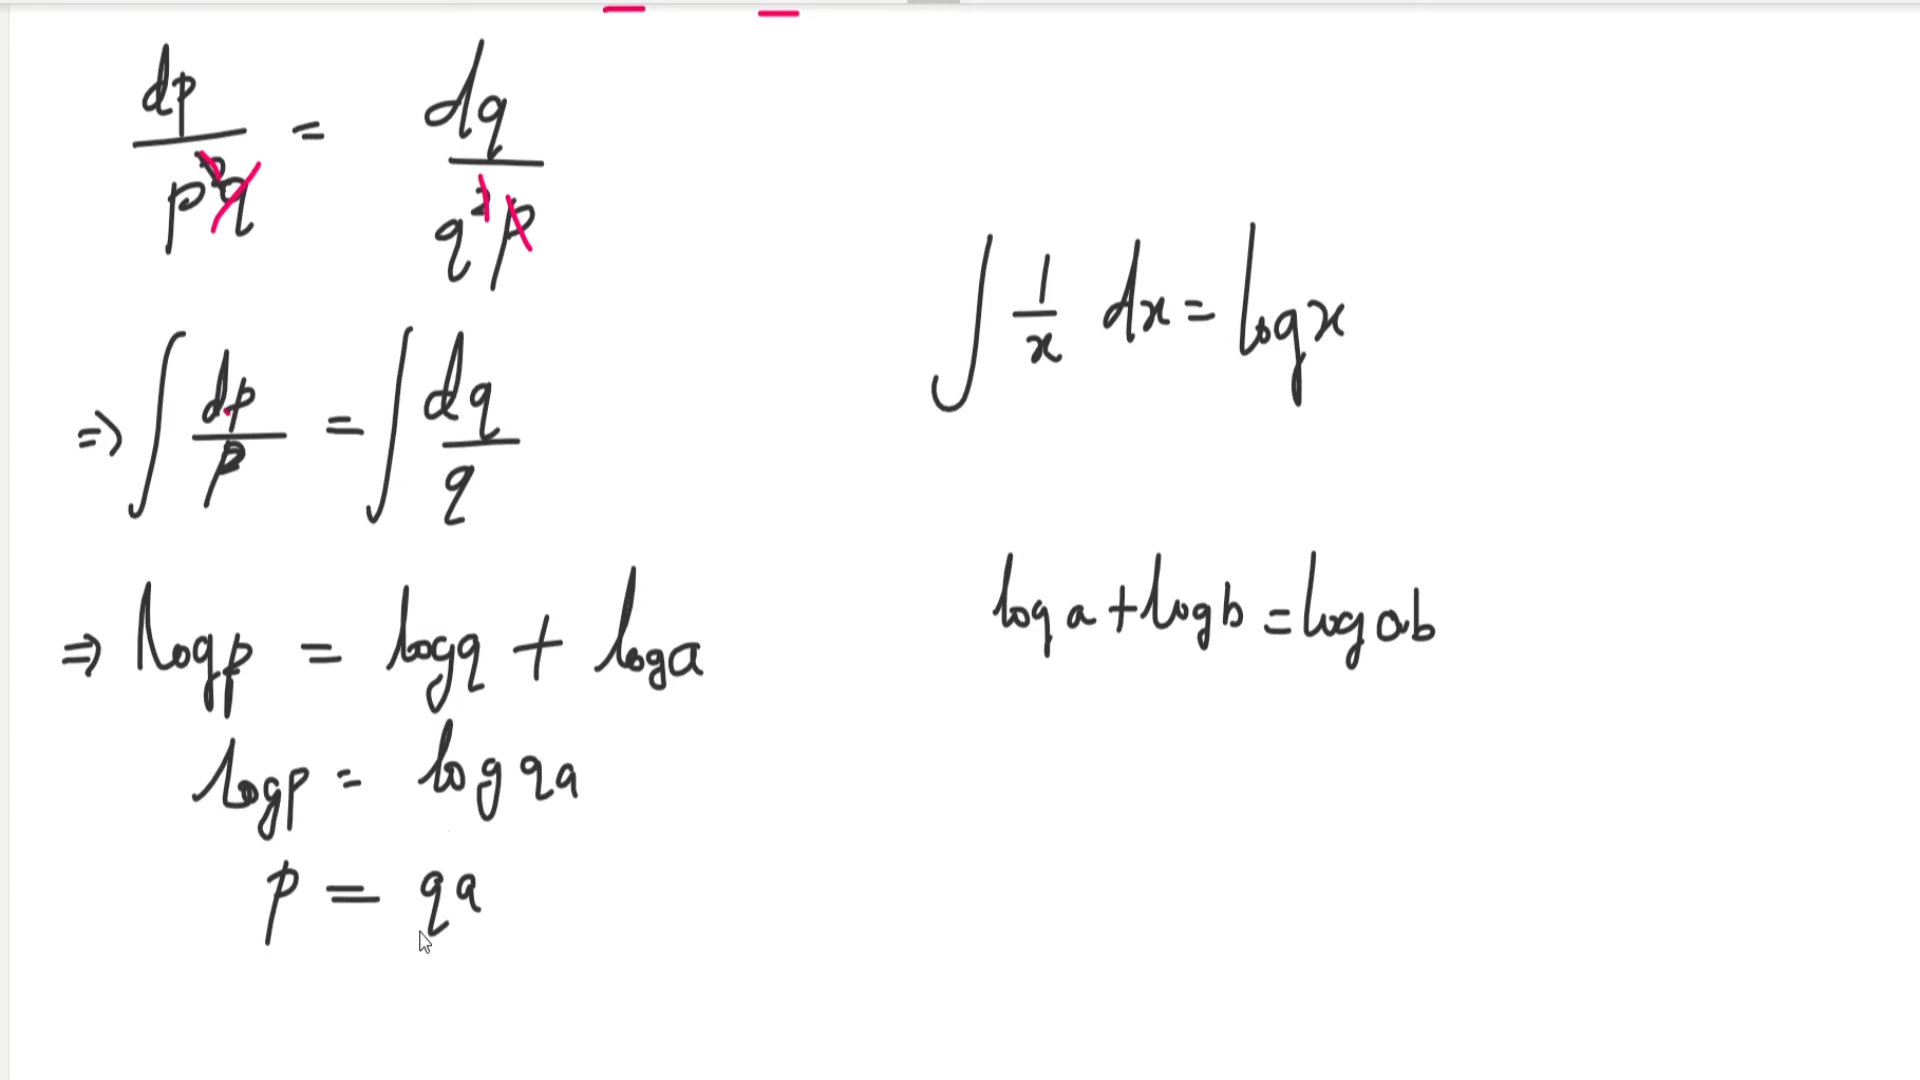 dp/p²q = dq/q²p
⇒ ∫ dp/p = ∫ dq/q
∫ 1/x dx = log x
⇒ log p = log q + log a
log a + log b = log ab
log p = log qa
p = qa